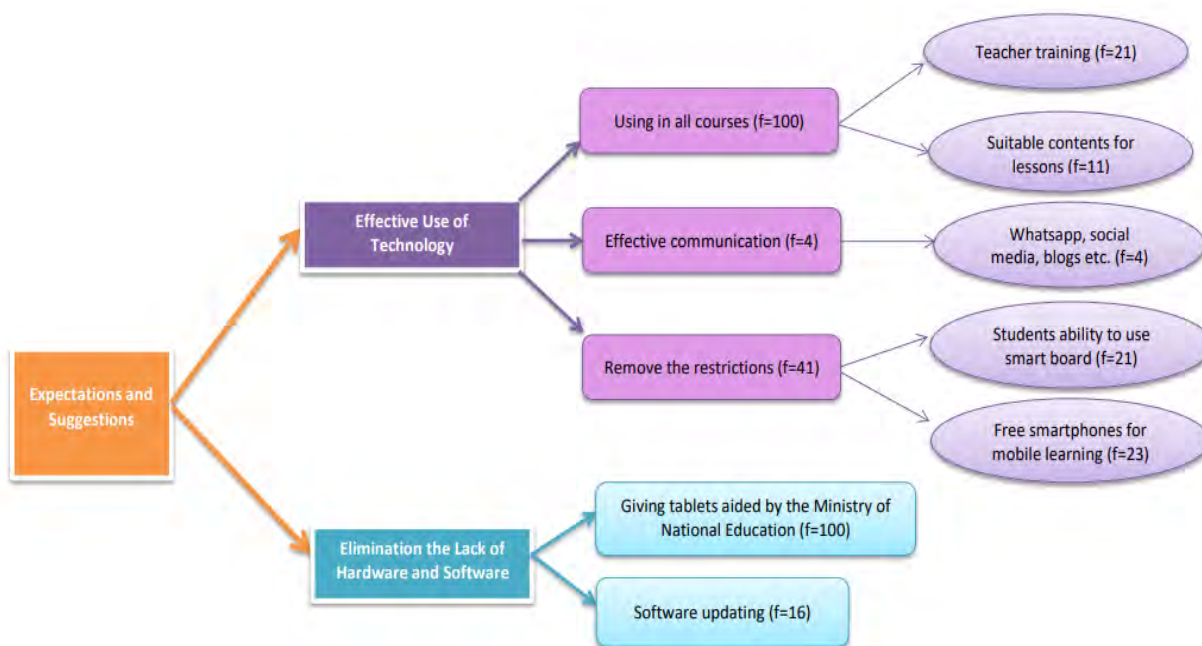 Expectations and
Suggestions
Effective Use of
Technology
Using in all courses (f=100)
Teacher training (f=21)
Suitable contents for
lessons (f=11)
Effective communication (f=4)
Whatsapp, social
media, blogs etc. (f=4)
Remove the restrictions (f=41)
Students ability to use
smart board (f=21)
Free smartphones for
mobile learning (f=23)
Elimination the Lack of
Hardware and Software
Giving tablets aided by the Ministry of
National Education (f=100)
Software updating (f=16)